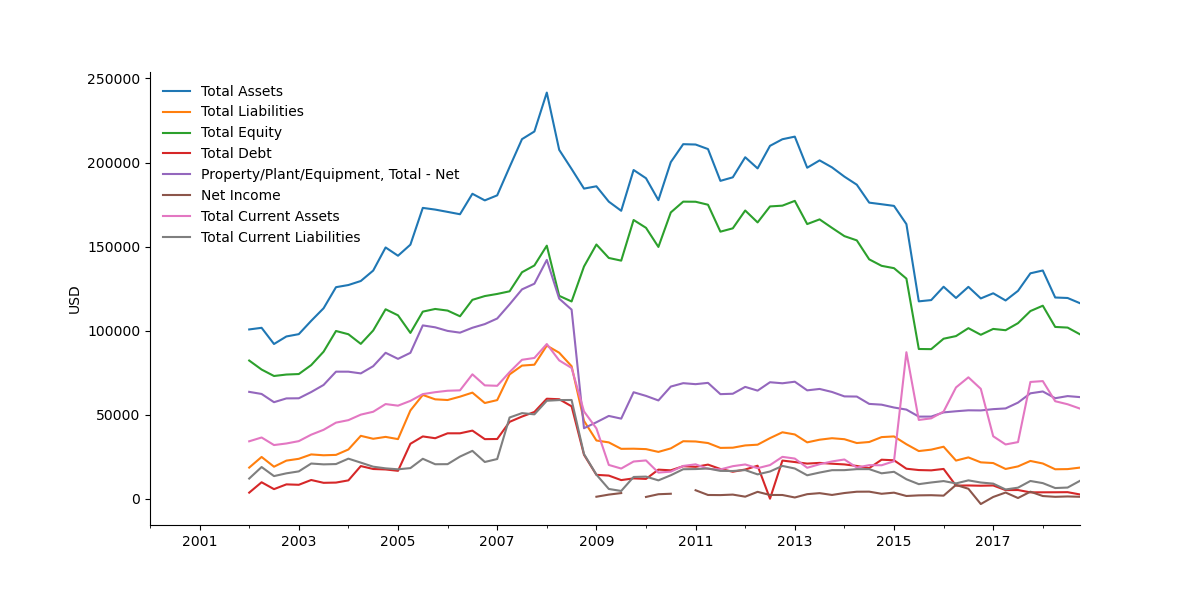 250000
200000
150000
100000
50000
0
USD
Total Assets
Total Liabilities
Total Equity
Total Debt
Property/Plant/Equipment, Total - Net
Net Income
Total Current Assets
Total Current Liabilities
2001 2003 2005 2007 2009 2011 2013 2015 2017